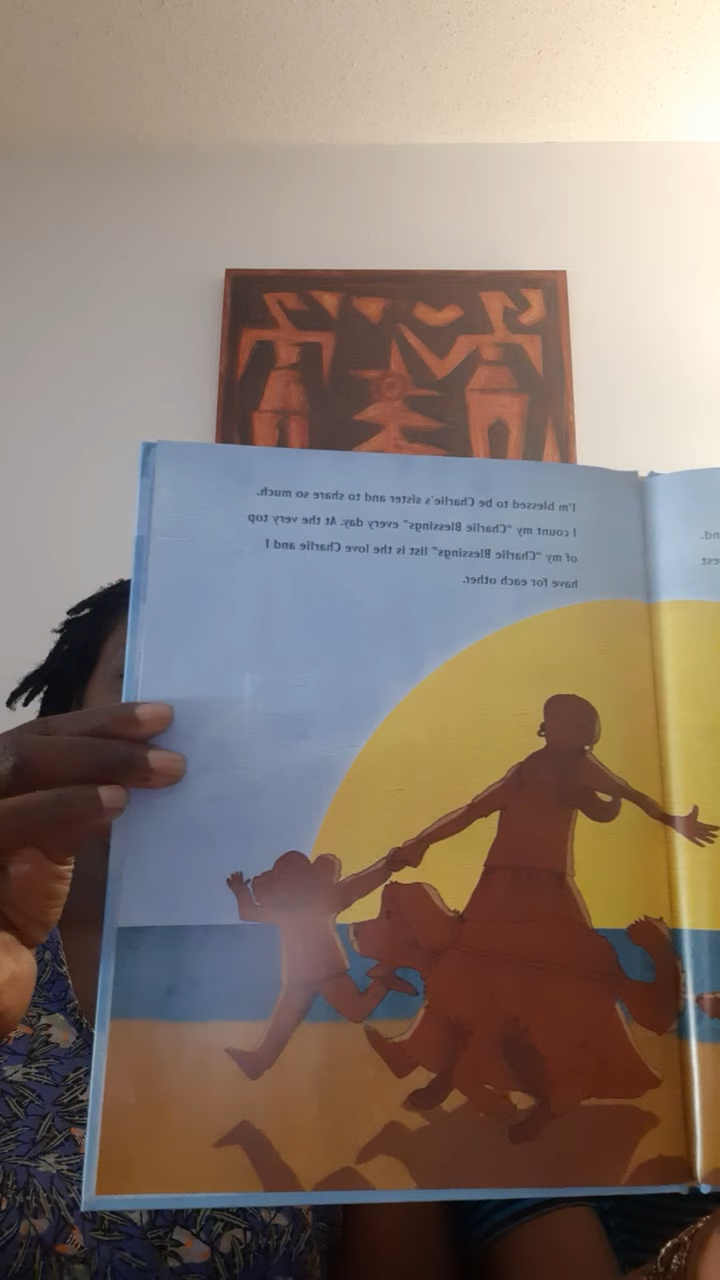 I'm blessed to be Charlie's sister and to share so much.
I count my "Charlie Blessings" every day. At the very top
of my "Charlie Blessings" list is the love Charlie and I
have for each other.